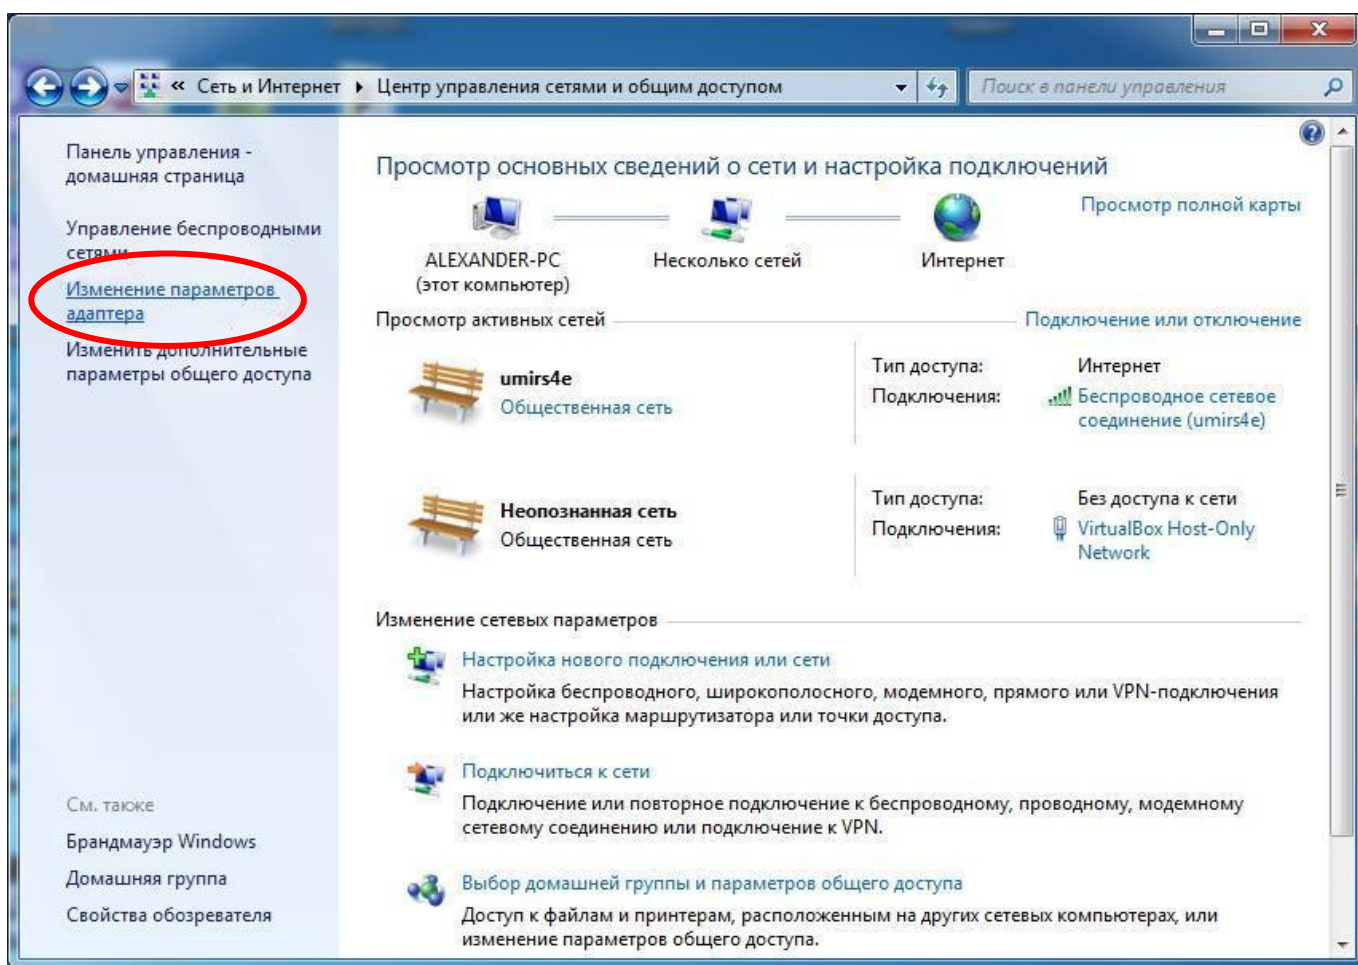 « Сеть и Интернет ▸ Центр управления сетями и общим доступом
Поиск в панели управления
Панель управления -
домашняя страница
Управление беспроводными
сетями
Изменение параметров
адаптера
Изменить дополнительные
параметры общего доступа
См. также
Брандмауэр Windows
Домашняя группа
Свойства обозревателя
Просмотр основных сведений о сети и настройка подключений
Просмотр полной карты
ALEXANDER-PC
(этот компьютер)
Несколько сетей
Интернет
Просмотр активных сетей
Подключение или отключение
umirs4e
Общественная сеть
Тип доступа: Интернет
Подключения: Беспроводное сетевое
соединение (umirs4e)
Неопознанная сеть
Общественная сеть
Тип доступа: Без доступа к сети
Подключения: VirtualBox Host-Only
Network
Изменение сетевых параметров
Настройка нового подключения или сети
Настройка беспроводного, широкополосного, модемного, прямого или VPN-подключения
или же настройка маршрутизатора или точки доступа.
Подключиться к сети
Подключение или повторное подключение к беспроводному, проводному, модемному
сетевому соединению или подключение к VPN.
Выбор домашней группы и параметров общего доступа
Доступ к файлам и принтерам, расположенным на других сетевых компьютерах, или
изменение параметров общего доступа.